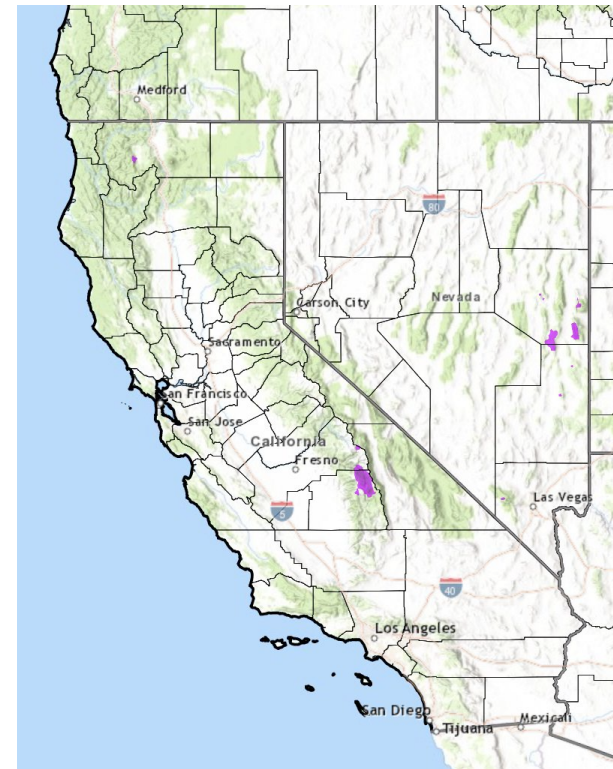 Medford
80
Carson City
Nevada
Sacramento
San Francisco
San Jose
California
Fresno
Las Vegas
5
40
Los Angeles
San Diego
Tijuana
Mexicali